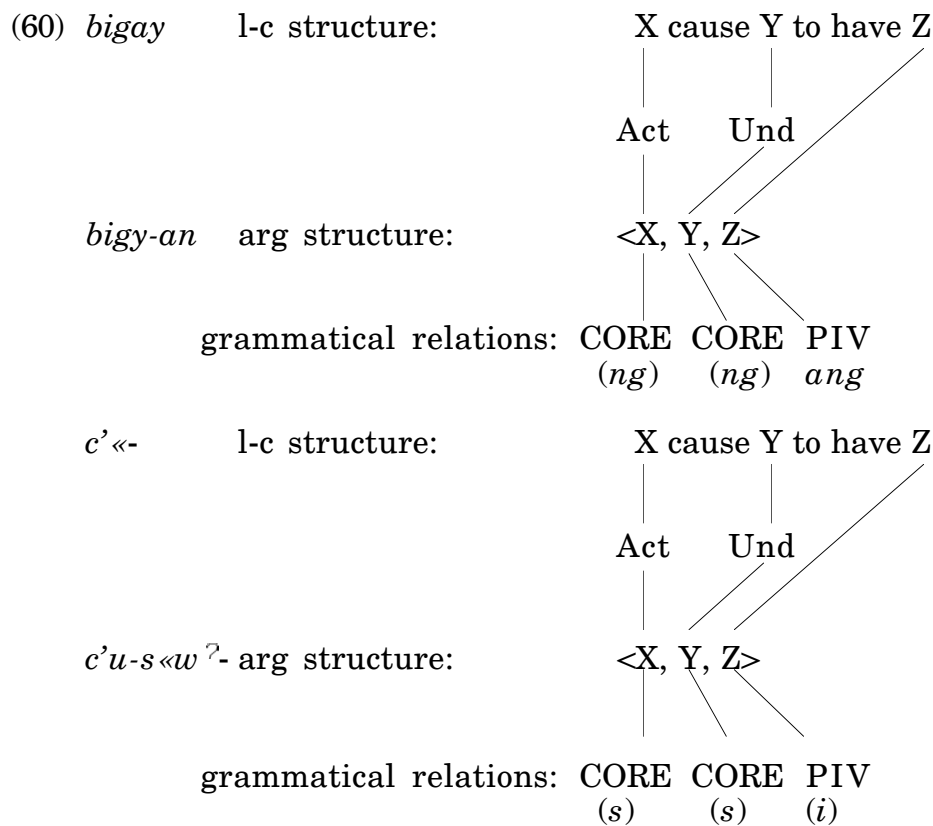 (60) bigay l-c structure: X cause Y to have Z
Act Und
bigy-an arg structure: <X, Y, Z>
grammatical relations: CORE CORE PIV
(ng) (ng) ang
c’«- l-c structure: X cause Y to have Z
Act Und
c’u-s«w ʔ- arg structure: <X, Y, Z>
grammatical relations: CORE CORE PIV
(s) (s) (i)